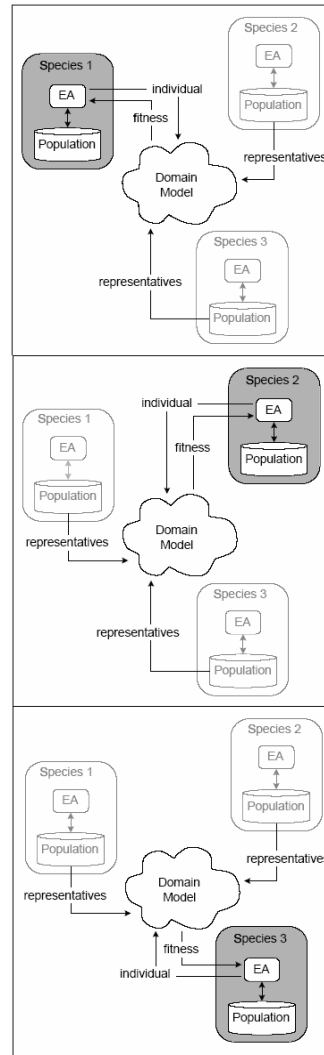 Species 2
Species 1
EA
EA
individual
fitness
Population
Population
representatives
Domain
Model
Species 3
EA
representatives
Population
Species 2
individual
EA
Species 1
fitness
EA
Population
Population
Domain
representatives
Model
Species 3
EA
representatives
Population
Species 2
Species 1
EA
EA
Population
Population
Domain
Model
representatives
representatives
fitness
Species 3
individual
EA
Population